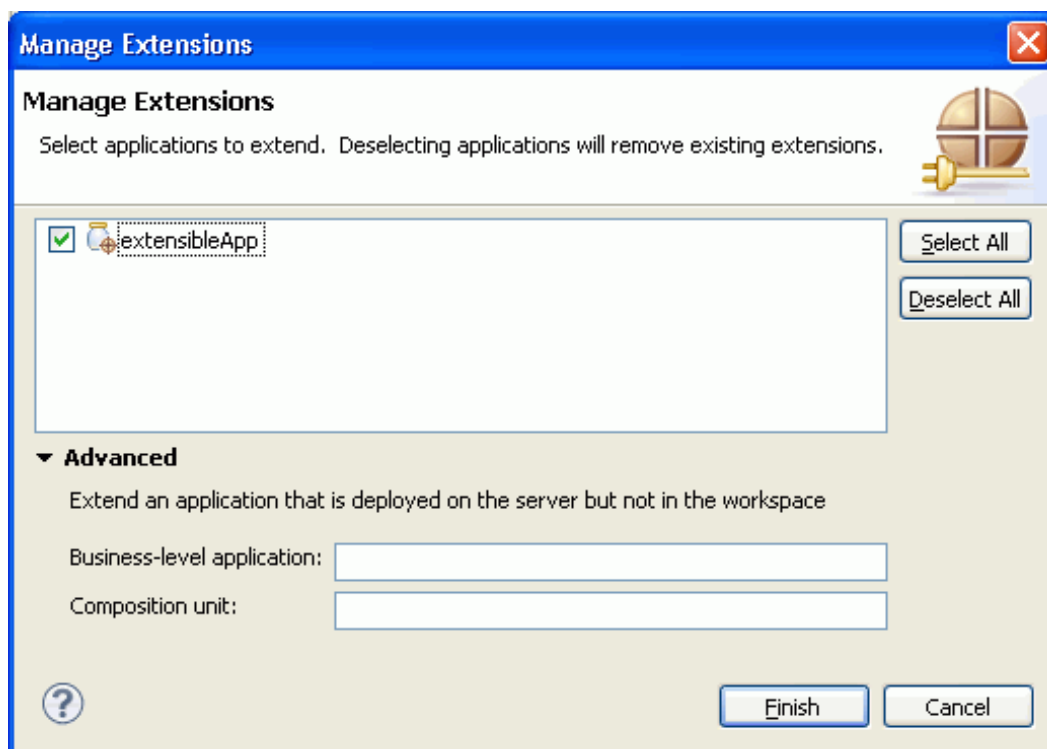 Manage Extensions
Manage Extensions
Select applications to extend.  Deselecting applications will remove existing extensions.
extensibleApp
Select All
Deselect All
Advanced
Extend an application that is deployed on the server but not in the workspace
Business-level application:
Composition unit:
?
Finish
Cancel